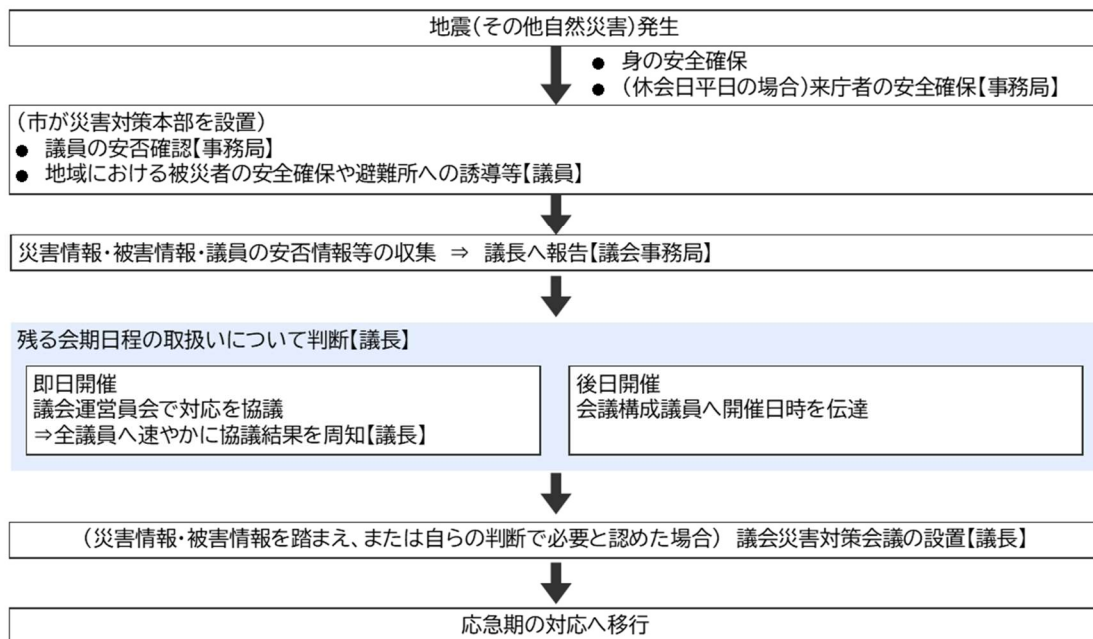 地震(その他自然災害)発生
● 身の安全確保
● (休会日平日の場合)来庁者の安全確保【事務局】
(市が災害対策本部を設置)
● 議員の安否確認【事務局】
● 地域における被災者の安全確保や避難所への誘導等【議員】
災害情報・被害情報・議員の安否情報等の収集 ⇒ 議長へ報告【議会事務局】
残る会期日程の取扱いについて判断【議長】
即日開催
議会運営員会で対応を協議
⇒全議員へ速やかに協議結果を周知【議長】
後日開催
会議構成議員へ開催日時を伝達
(災害情報・被害情報を踏まえ、または自らの判断で必要と認めた場合) 議会災害対策会議の設置【議長】
応急期の対応へ移行